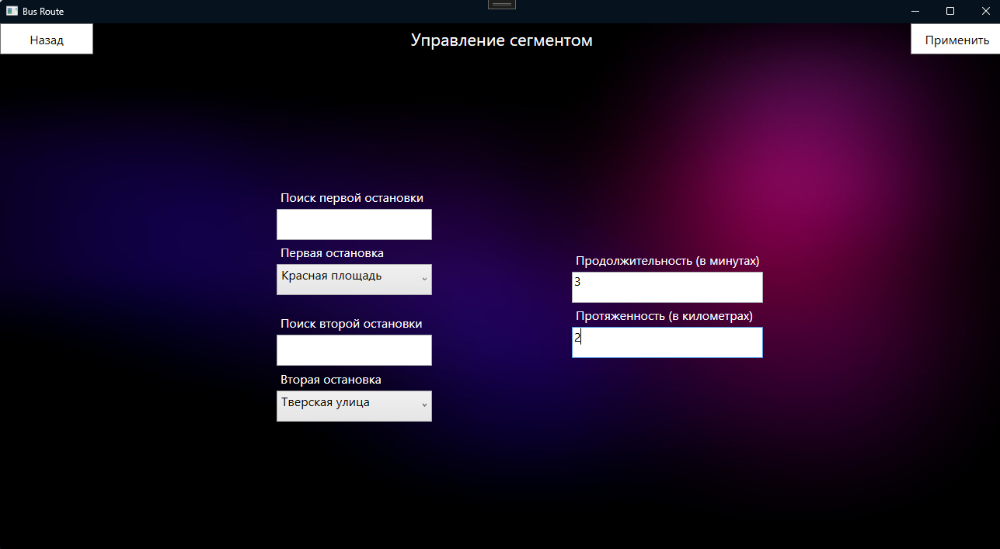 Bus Route
Назад
Управление сегментом
Применить
Поиск первой остановки
Первая остановка
Красная площадь
Поиск второй остановки
Вторая остановка
Тверская улица
Продолжительность (в минутах)
3
Протяженность (в километрах)
2